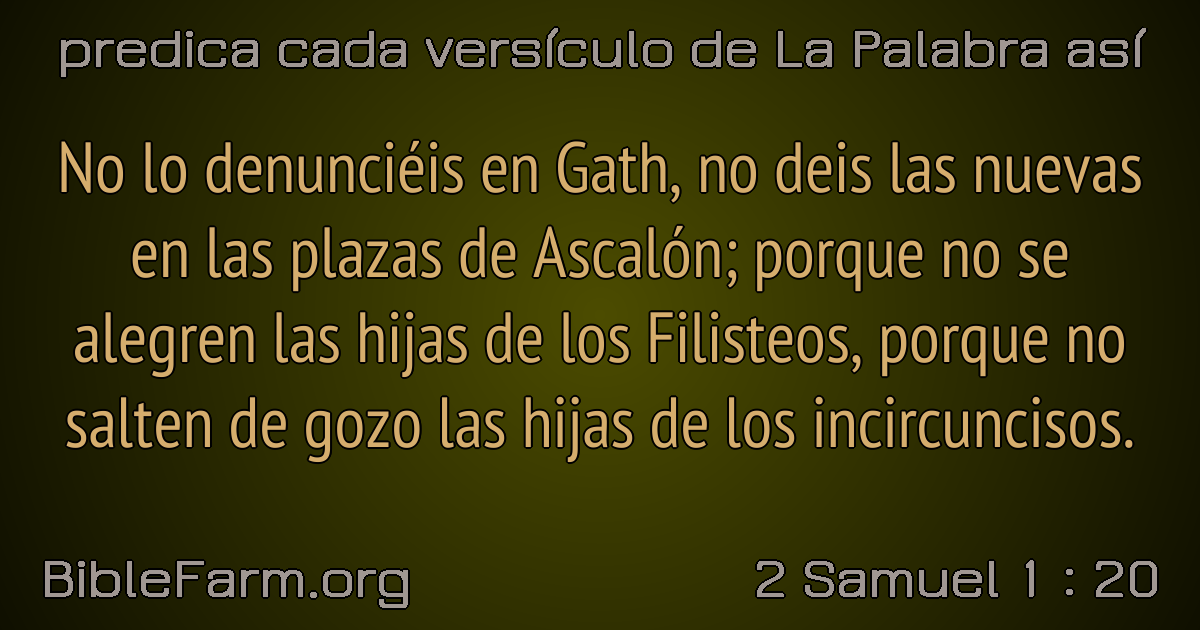 predica cada versículo de La Palabra así
No lo denunciéis en Gath, no deis las nuevas
en las plazas de Ascalón; porque no se
alegren las hijas de los Filisteos, porque no
salten de gozo las hijas de los incircuncisos.
BibleFarm.org
2 Samuel 1 : 20